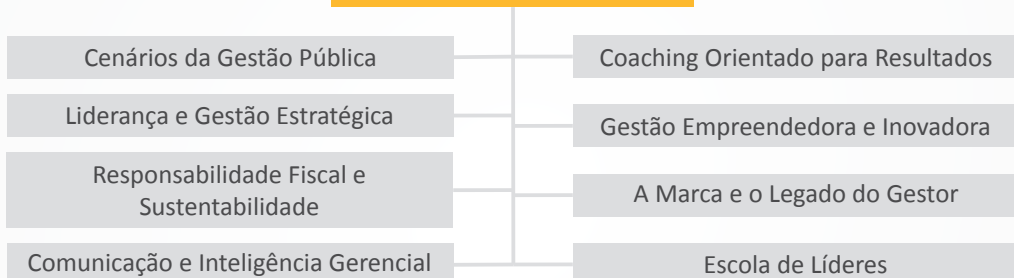 Cenários da Gestão Pública
Liderança e Gestão Estratégica
Responsabilidade Fiscal e
Sustentabilidade
Comunicação e Inteligência Gerencial
Coaching Orientado para Resultados
Gestão Empreendedora e Inovadora
A Marca e o Legado do Gestor
Escola de Líderes